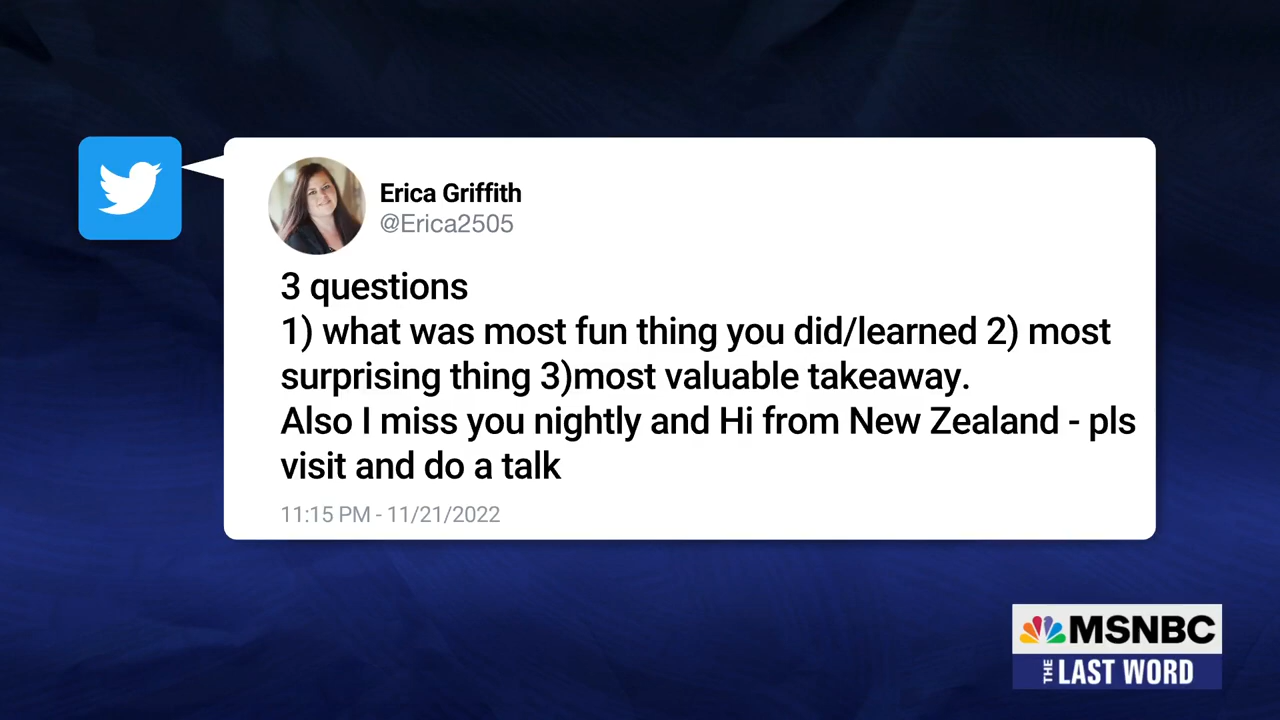 Erica Griffith
@Erica2505
3 questions
1) what was most fun thing you did/learned 2) most
surprising thing 3)most valuable takeaway.
Also I miss you nightly and Hi from New Zealand - pls
visit and do a talk
11:15 PM - 11/21/2022
MSNBC
THE LAST WORD